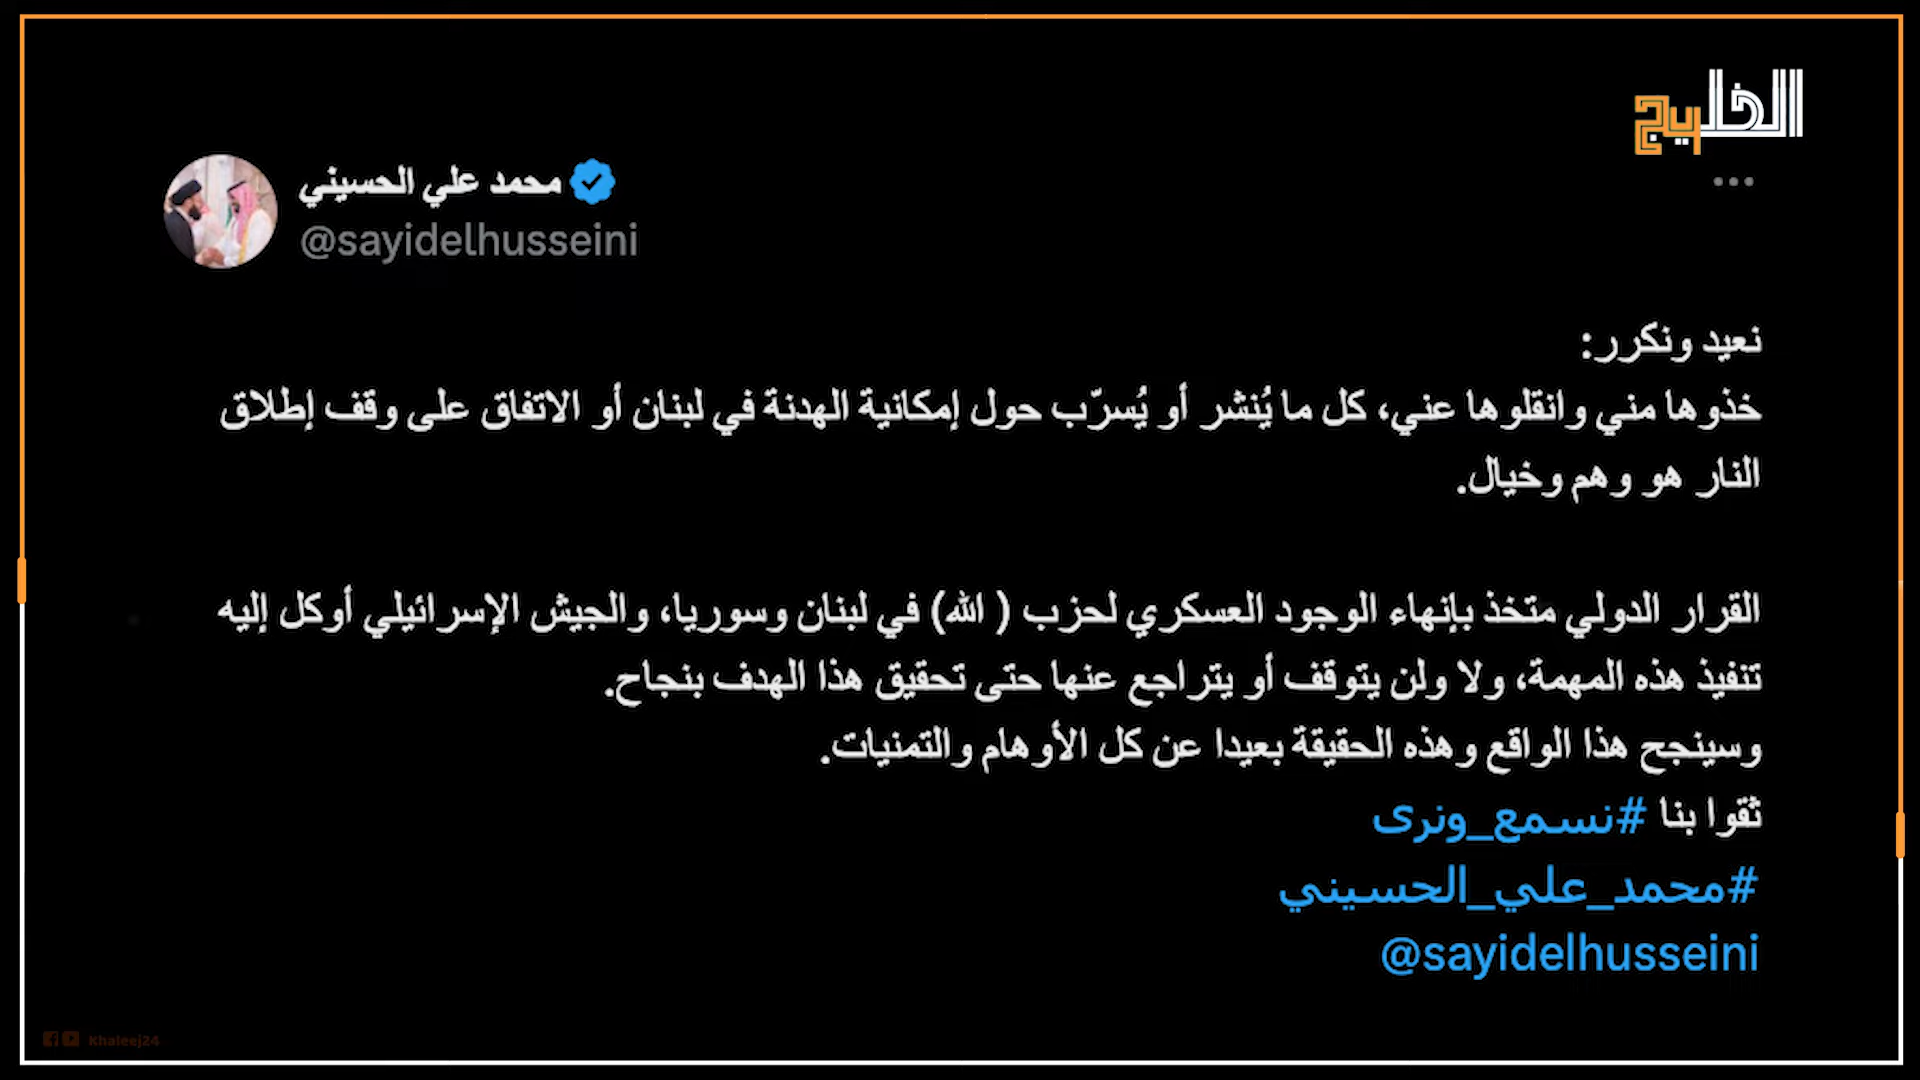 الخليج
محمد علي الحسيني
@sayidelhusseini
نعيد ونكرر:
خذوها مني وانقلوها عني، كل ما يُنشر أو يُسرّب حول إمكانية الهدنة في لبنان أو الاتفاق على وقف إطلاق
النار هو وهم وخيال.
القرار الدولي متخذ بإنهاء الوجود العسكري لحزب ( الله) في لبنان وسوريا، والجيش الإسرائيلي أوكل إليه
تنفيذ هذه المهمة، ولا ولن يتوقف أو يتراجع عنها حتى تحقيق هذا الهدف بنجاح.
وسينجح هذا الواقع وهذه الحقيقة بعيدا عن كل الأوهام والتمنيات.
ثقوا بنا #نسمع_ونرى
#محمد_علي_الحسيني
@sayidelhusseini
Khaleej24